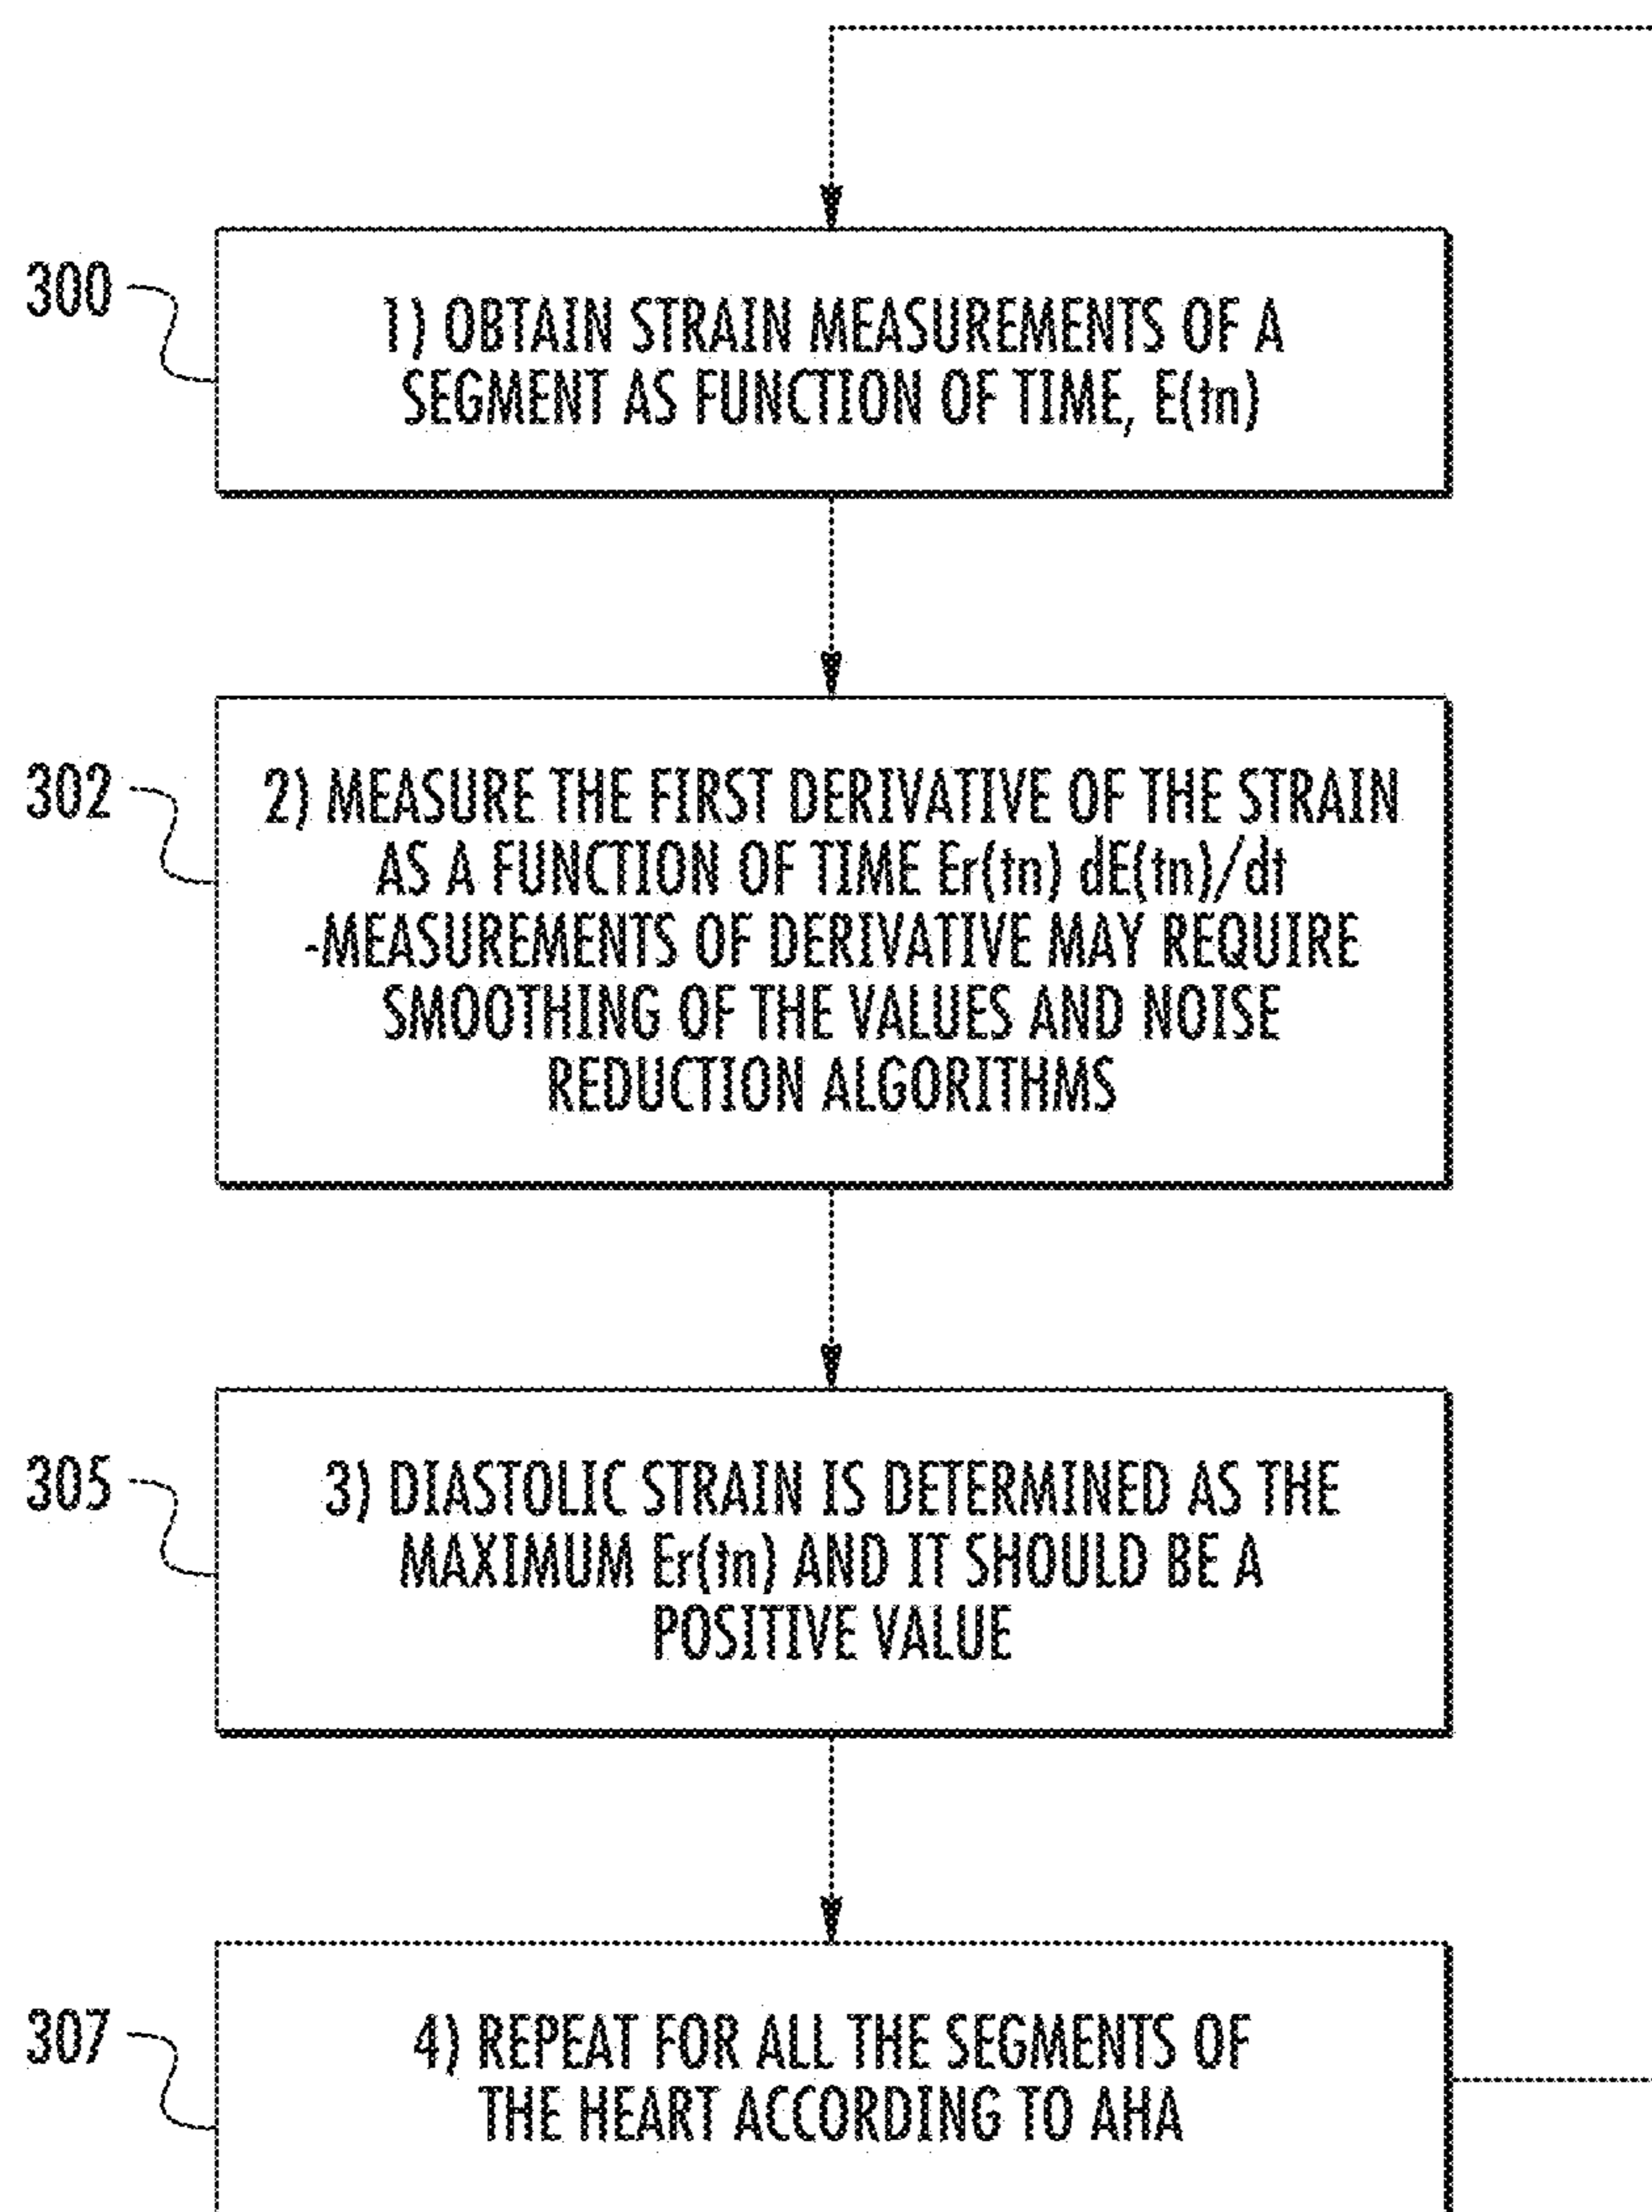 300
1) OBTAIN STRAIN MEASUREMENTS OF A
SEGMENT AS FUNCTION OF TIME, E(tn)
302
2) MEASURE THE FIRST DERIVATIVE OF THE STRAIN
AS A FUNCTION OF TIME Er(tn) dE(tn)/dt
-MEASUREMENTS OF DERIVATIVE MAY REQUIRE
SMOOTHING OF THE VALUES AND NOISE
REDUCTION ALGORITHMS
305
3) DIASTOLIC STRAIN IS DETERMINED AS THE
MAXIMUM Er(tn) AND IT SHOULD BE A
POSITIVE VALUE
307
4) REPEAT FOR ALL THE SEGMENTS OF
THE HEART ACCORDING TO AHA